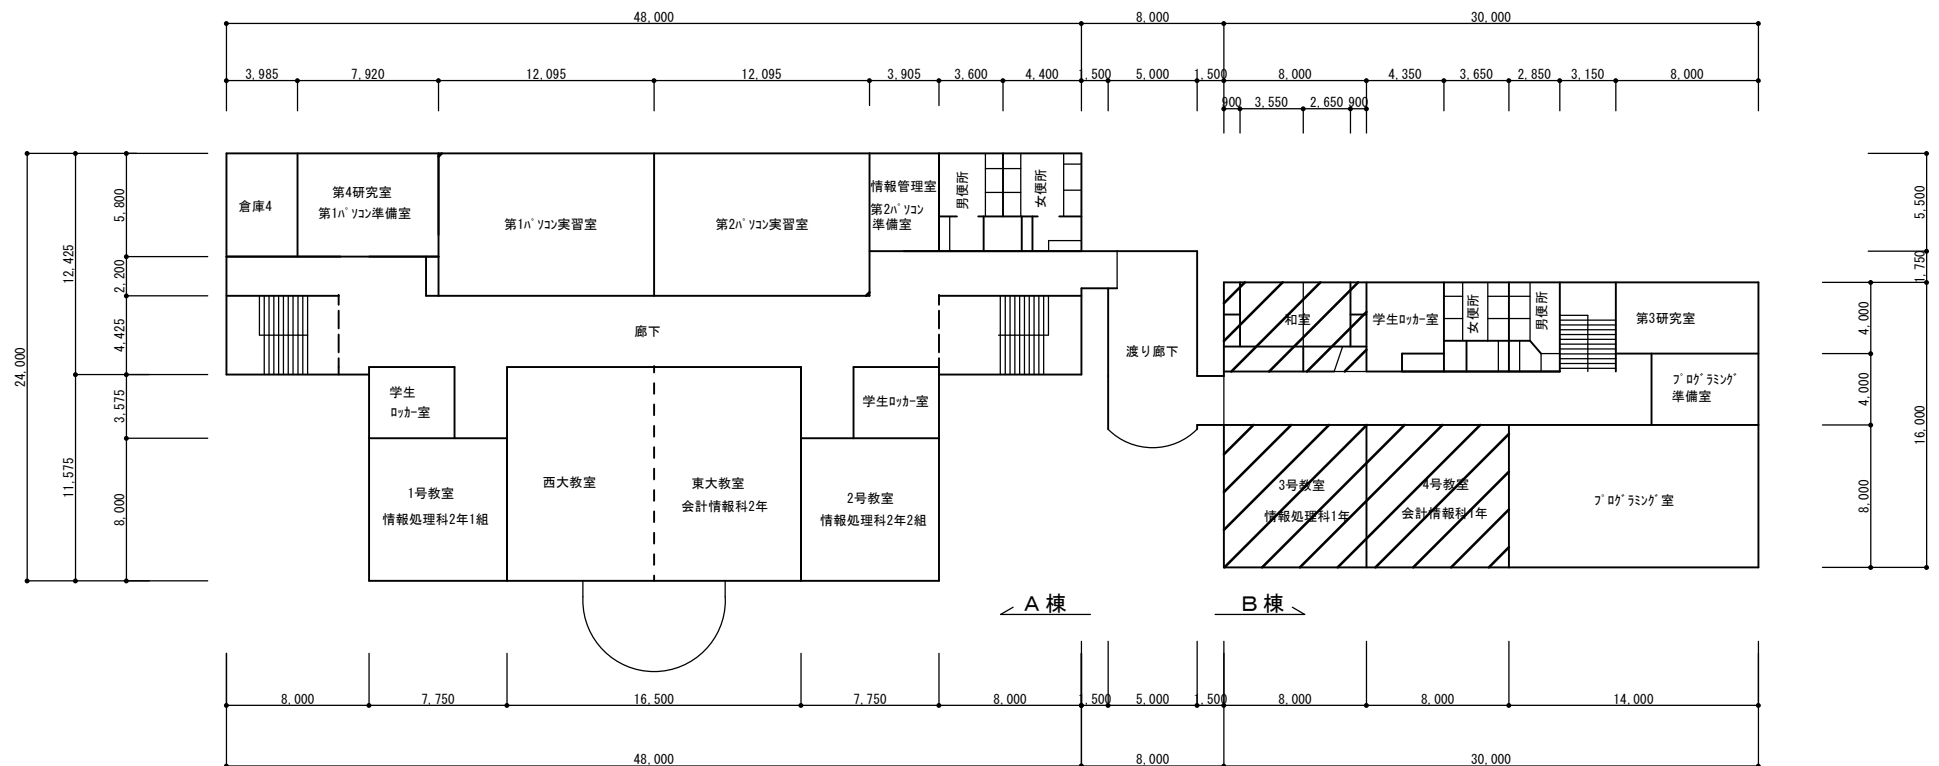 48,000
8,000
30,000
3,985
7,920
12,095
12,095
3,905
3,600
4,400
1,500
5,000
1,500
8,000
4,350
3,650
2,850
3,150
8,000
900
3,550
2,650
900
24,000
12,425
11,575
5,800
2,200
4,425
3,575
8,000
倉庫4
第4研究室
第1パソコン準備室
第1パソコン実習室
第2パソコン実習室
情報管理室
第2パソコン
準備室
男便所
女便所
廊下
渡り廊下
学生
ロッカー室
学生ロッカー室
1号教室
情報処理科2年1組
西大教室
東大教室
会計情報科2年
2号教室
情報処理科2年2組
和室
学生ロッカー室
女便所
男便所
第3研究室
プログラミング
準備室
3号教室
情報処理科1年
4号教室
会計情報科1年
プログラミング室
5,500
1,750
16,000
4,000
4,000
8,000
A棟
B棟
8,000
7,750
16,500
7,750
8,000
1,500
5,000
1,500
8,000
8,000
14,000
48,000
8,000
30,000